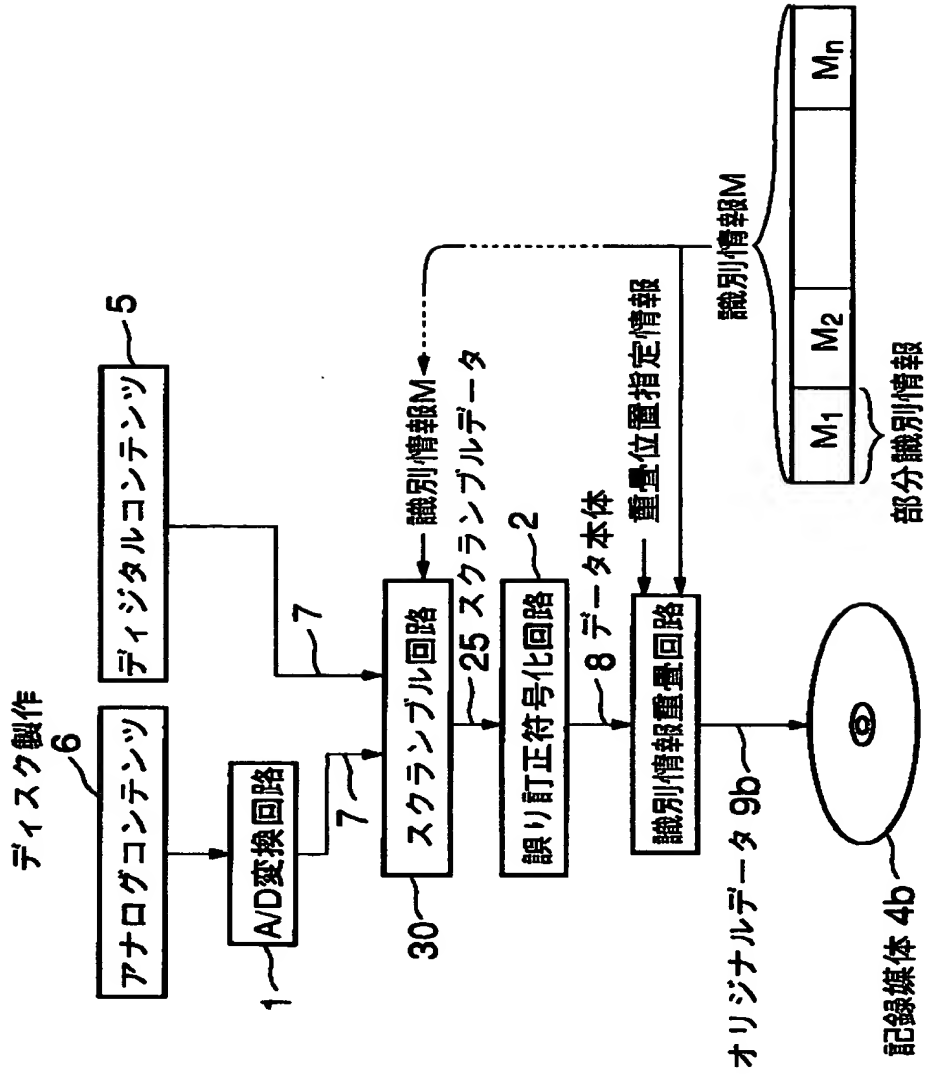 ディスク製作
6
アナログコンテンツ
5
ディジタルコンテンツ
A/D変換回路
1
7
7
スクランブル回路
30
識別情報M
25 スクランブルデータ
誤り訂正符号化回路
2
8 データ本体
重畳位置指定情報
識別情報重畳回路
オリジナルデータ 9b
記録媒体 4b
識別情報M
M1
M2
Mn
部分識別情報